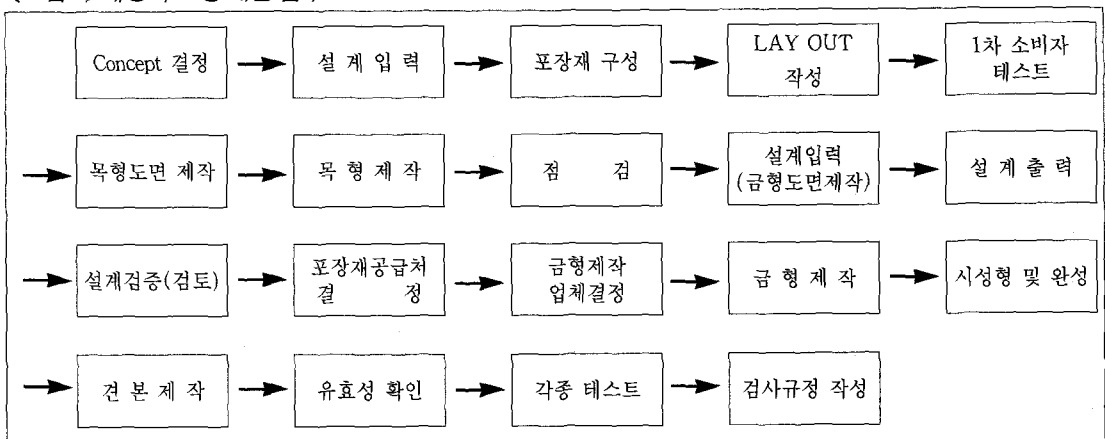 Concept 결정
설 계 입 력
포장재 구성
LAY OUT
작성
1차 소비자
테스트
목형도면 제작
목 형 제 작
점 검
설계입력
(금형도면제작)
설 계 출 력
설계검증(검토)
포장재공급처
결 정
금형제작
업체결정
금 형 제 작
시성형 및 완성
견 본 제 작
유효성 확인
각종 테스트
검사규정 작성